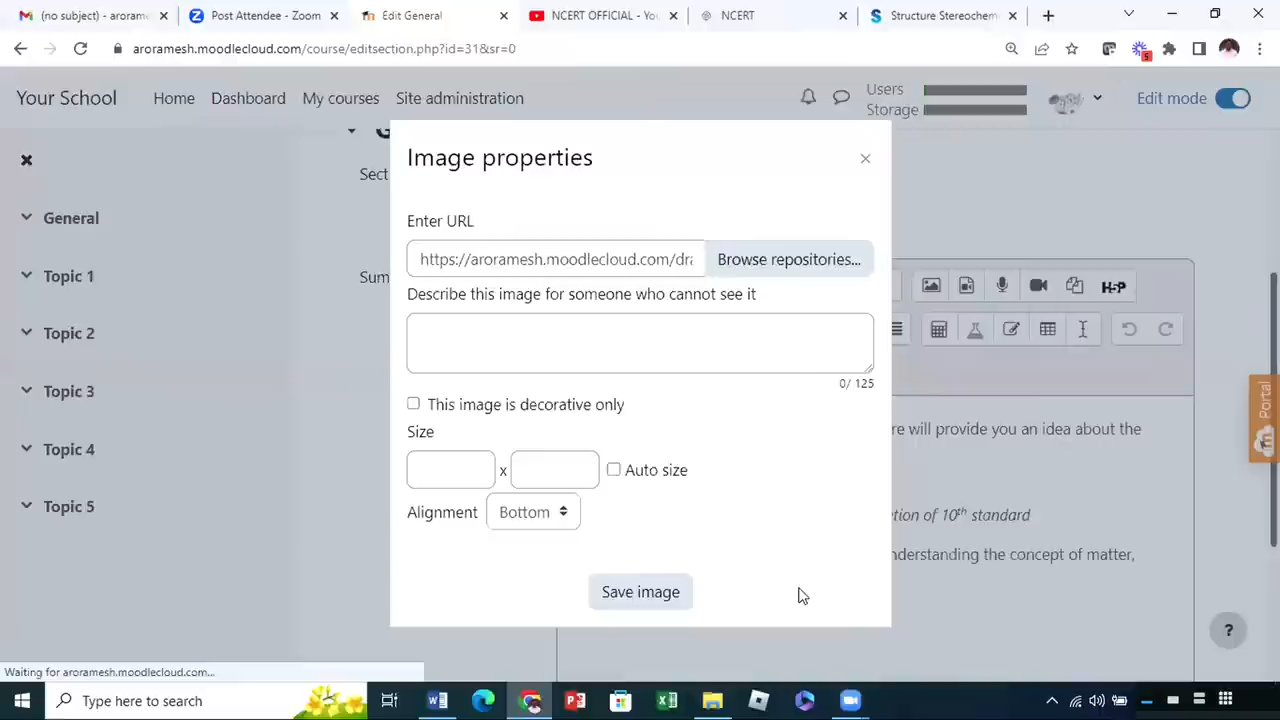 (no subject) - arorame
Post Attendee - Zoom
Edit General
NCERT OFFICIAL - You
NCERT
Structure Stereochem
aroramesh.moodlecloud.com/course/editsection.php?id=31&sr=0
Your School
Home
Dashboard
My courses
Site administration
Users
Storage
Edit mode
General
Topic 1
Topic 2
Topic 3
Topic 4
Topic 5
Sect
Sum
Image properties
Enter URL
https://aroramesh.moodlecloud.com/dra
Browse repositories...
Describe this image for someone who cannot see it
0/ 125
This image is decorative only
Size
x
Auto size
Alignment
Bottom
Save image
H5P
re will provide you an idea about the
etion of 10th standard
nderstanding the concept of matter,
Portal
?
Waiting for aroramesh.moodlecloud.com...
Type here to search